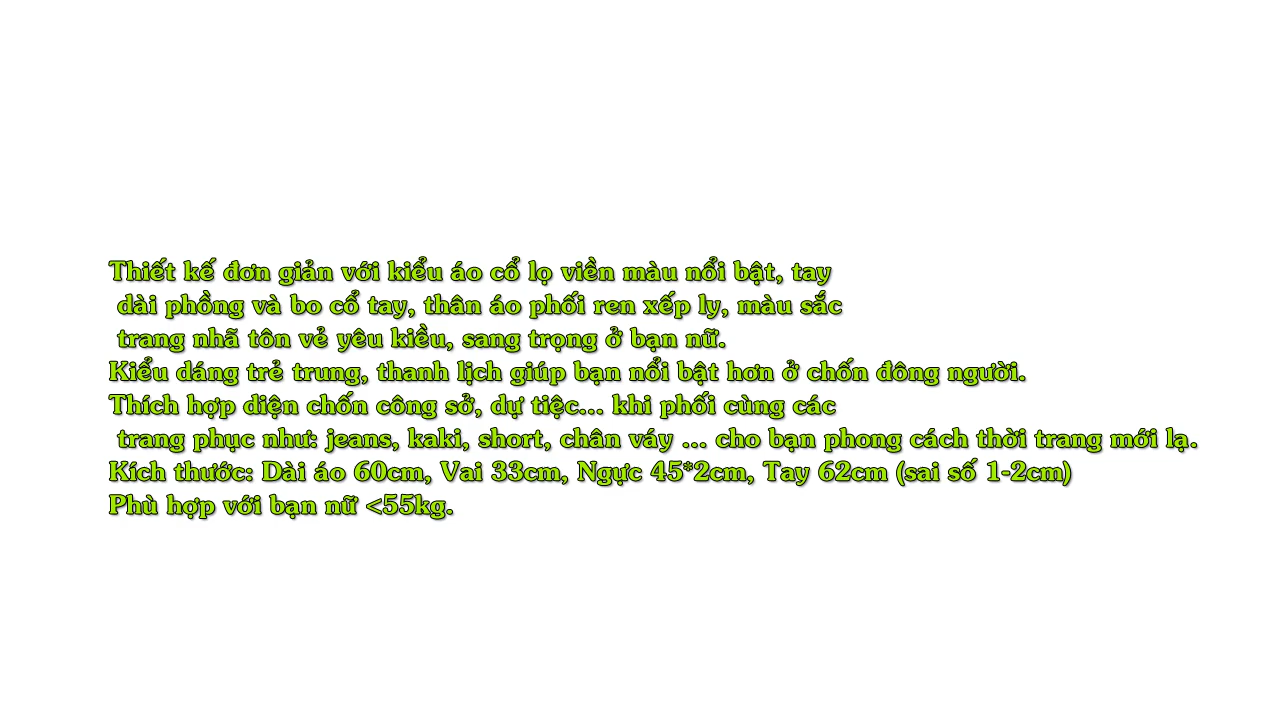 Thiết kế đơn giản với kiểu áo cổ lọ viền màu nổi bật, tay
dài phồng và bo cổ tay, thân áo phối ren xếp ly, màu sắc
trang nhã tôn vẻ yêu kiều, sang trọng ở bạn nữ.
Kiểu dáng trẻ trung, thanh lịch giúp bạn nổi bật hơn ở chốn đông người.
Thích hợp diện chốn công sở, dự tiệc... khi phối cùng các
trang phục như: jeans, kaki, short, chân váy ... cho bạn phong cách thời trang mới lạ.
Kích thước: Dài áo 60cm, Vai 33cm, Ngực 45*2cm, Tay 62cm (sai số 1-2cm)
Phù hợp với bạn nữ <55kg.